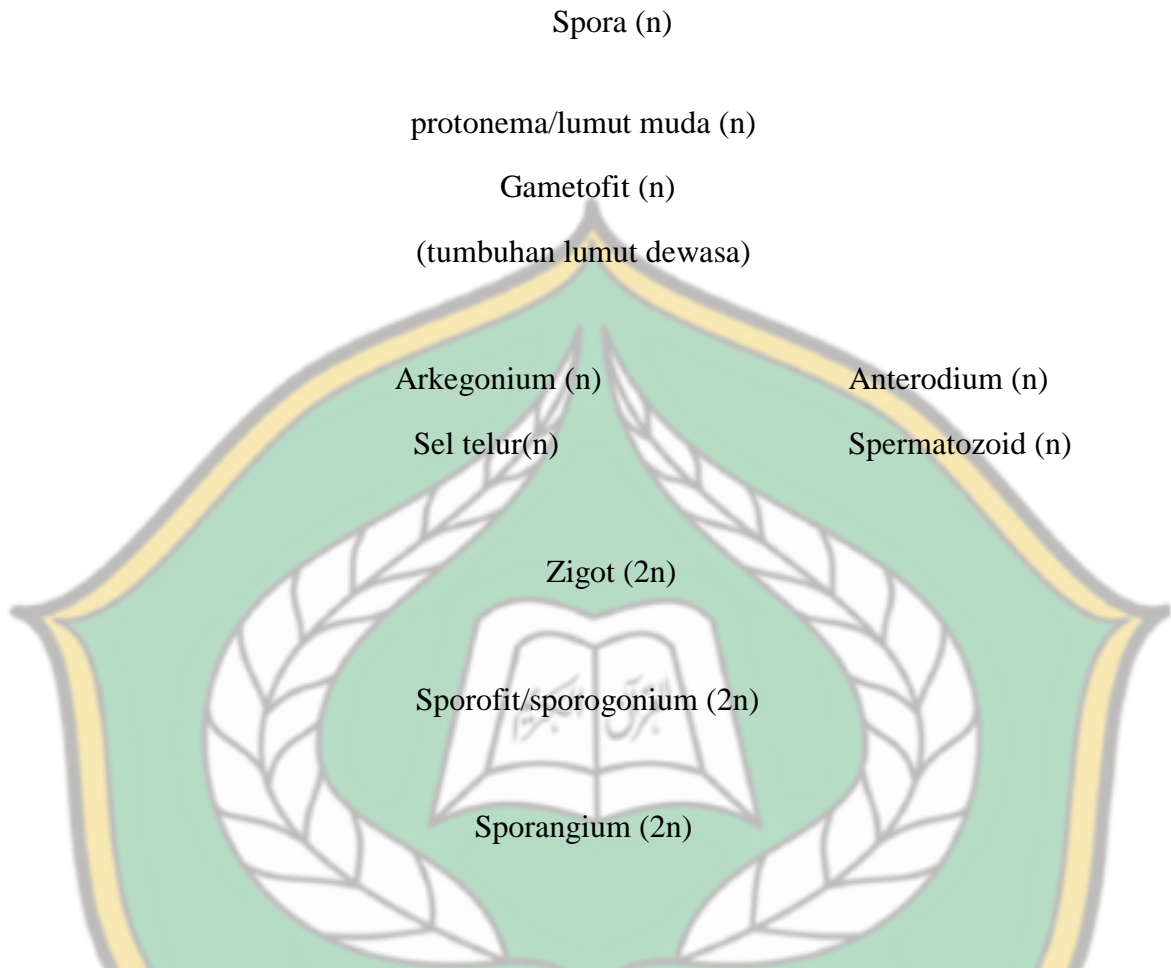 Spora (n)
protonema/lumut muda (n)
Gametofit (n)
(tumbuhan lumut dewasa)
Arkegonium (n) Anterodium (n)
Sel telur(n) Spermatozoid (n)
Zigot (2n)
Sporofit/sporogonium (2n)
Sporangium (2n)